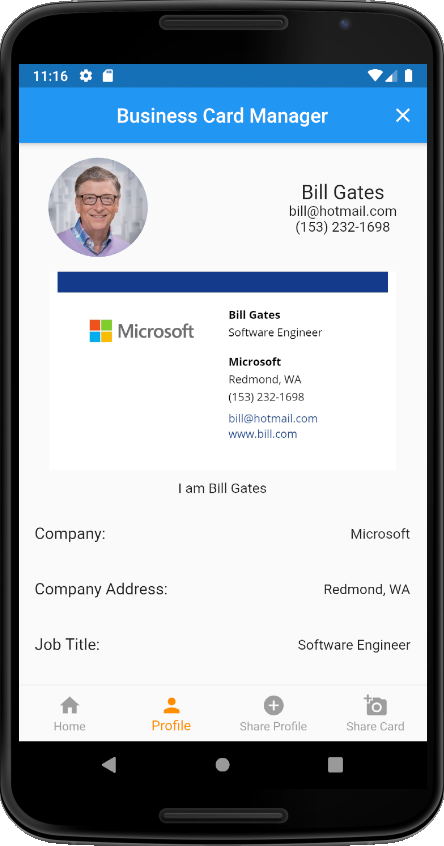 11:16
Business Card Manager
Bill Gates
bill@hotmail.com
(153) 232-1698
Microsoft
Bill Gates
Software Engineer
Microsoft
Redmond, WA
(153) 232-1698
bill@hotmail.com
www.bill.com
I am Bill Gates
Company: Microsoft
Company Address: Redmond, WA
Job Title: Software Engineer
Home Profile Share Profile Share Card